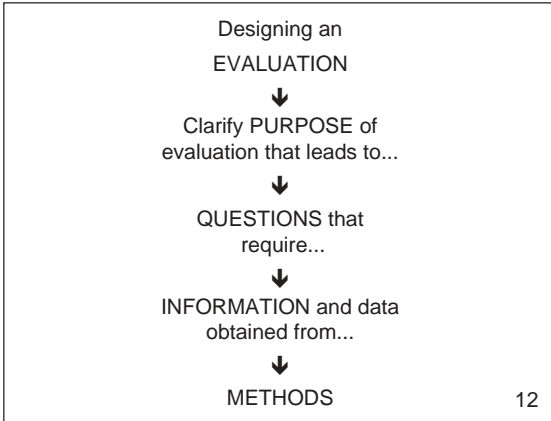 Designing an
EVALUATION
Clarify PURPOSE of
evaluation that leads to...
QUESTIONS that
require...
INFORMATION and data
obtained from...
METHODS
12